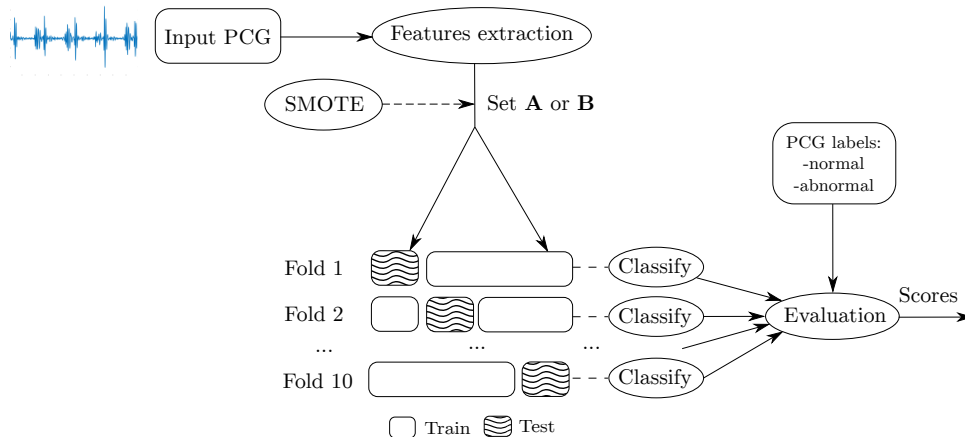 Input PCG
Features extraction
SMOTE
Set A or B
PCG labels:
-normal
-abnormal
Fold 1
Classify
Fold 2
Classify
Evaluation
Scores
...
...
...
Fold 10
Classify
Train
Test